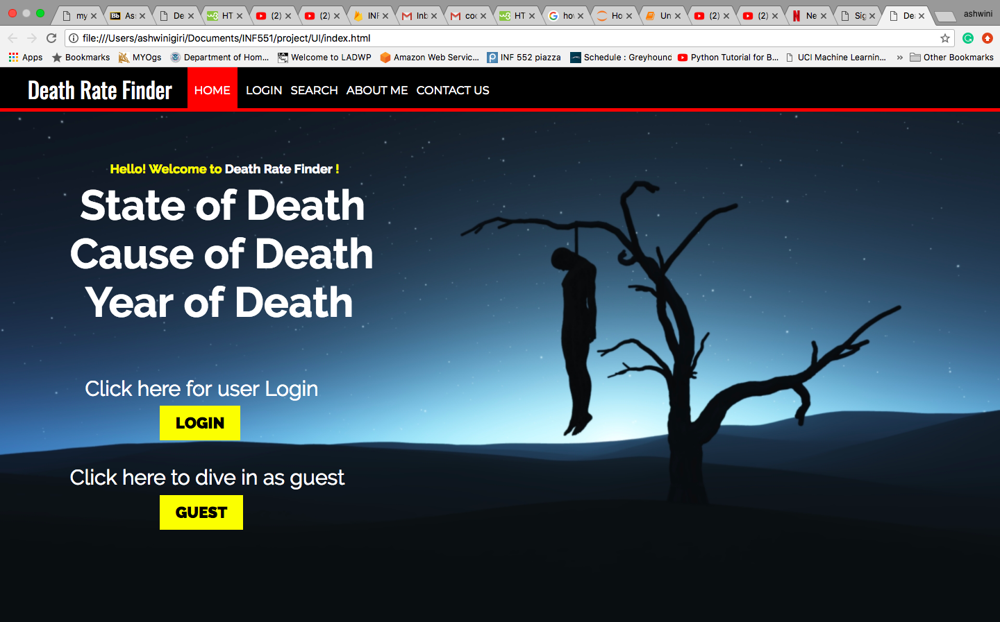 my
Bb
As
De
w3
HT
(2)
(2)
INF
Inb
coc
w3
HT
G
hov
Ho
Un
(2)
(2)
N
Ne
Sig
De
ashwini
file:///Users/ashwinigiri/Documents/INF551/project/UI/index.html
Apps
Bookmarks
MYOgs
Department of Hom...
Welcome to LADWP
Amazon Web Servic...
INF 552 piazza
Schedule : Greyhound
Python Tutorial for B...
UCI Machine Learnin...
»
Other Bookmarks
Death Rate Finder
HOME
LOGIN
SEARCH
ABOUT ME
CONTACT US
Hello! Welcome to Death Rate Finder !
State of Death
Cause of Death
Year of Death
Click here for user Login
LOGIN
Click here to dive in as guest
GUEST